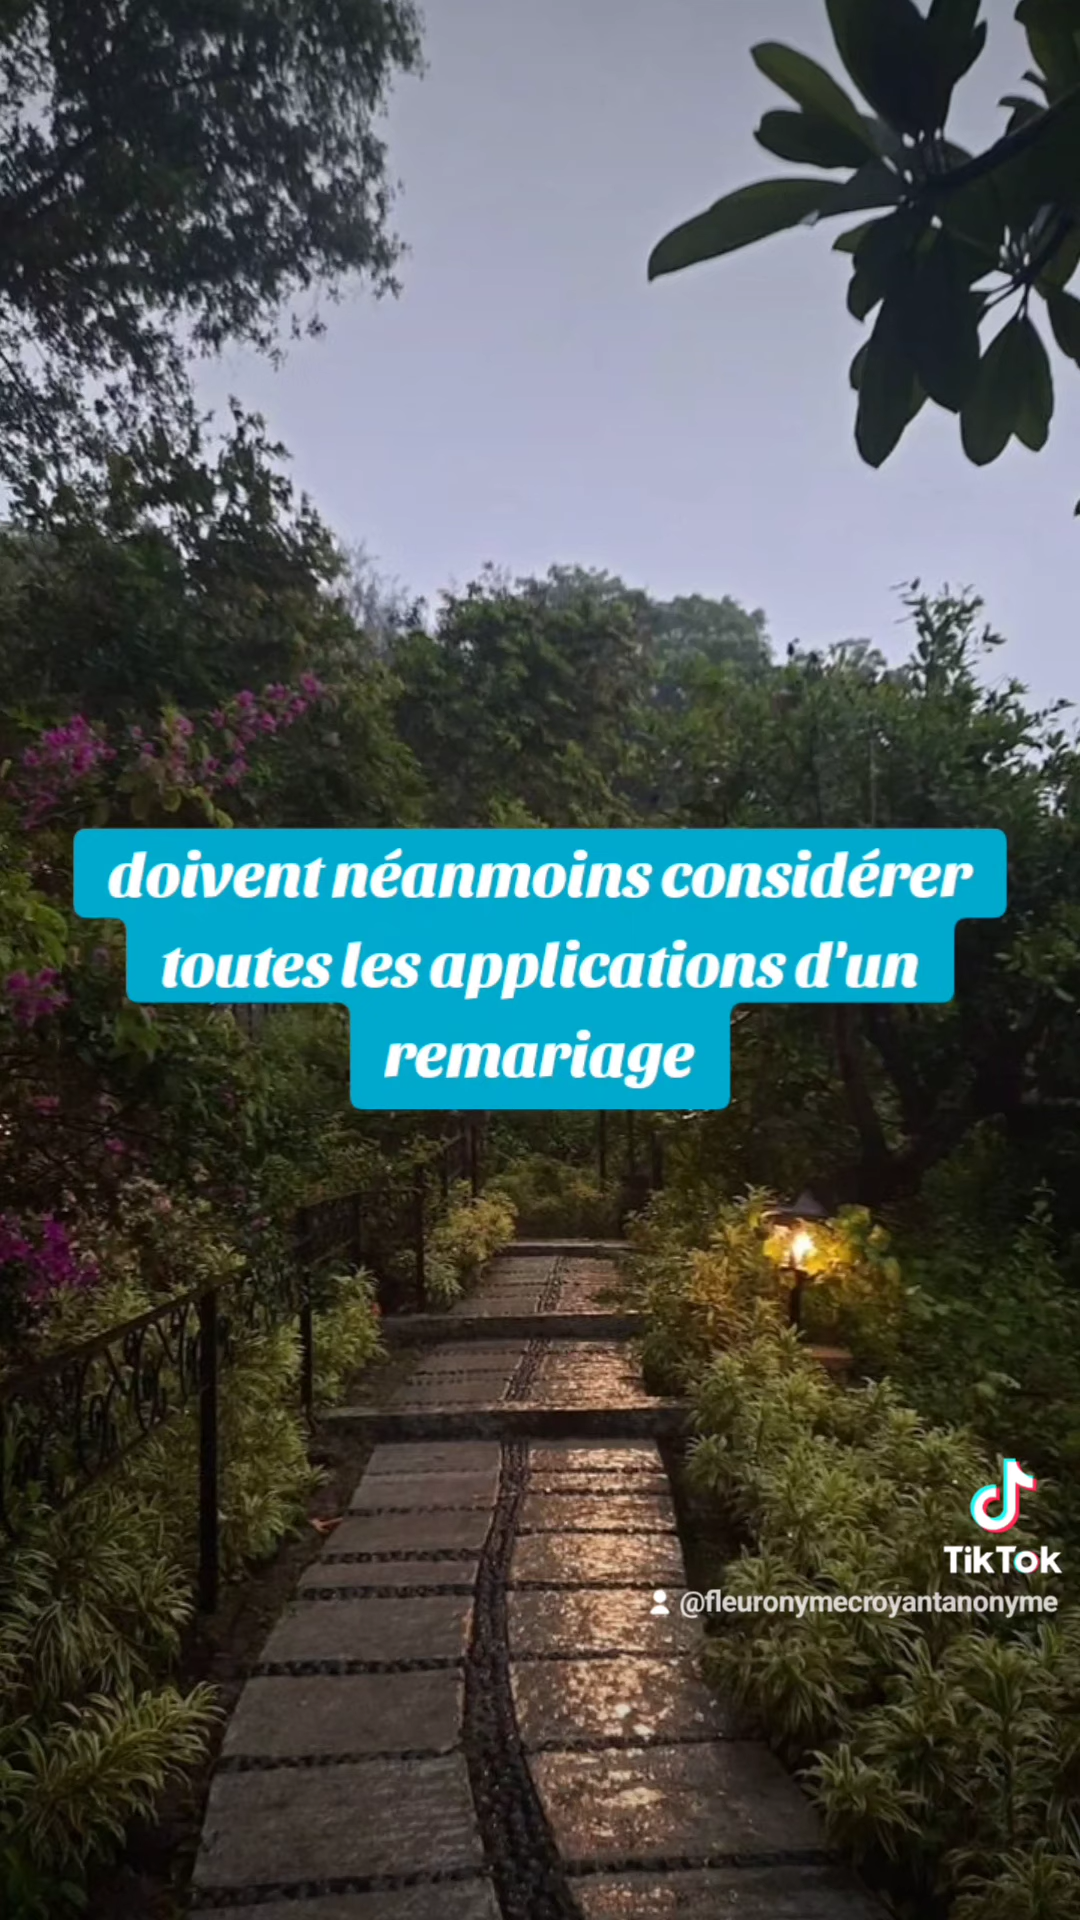 doivent néanmoins considérer
toutes les applications d'un
remariage
TikTok
@fleuronymecroyantanonyme